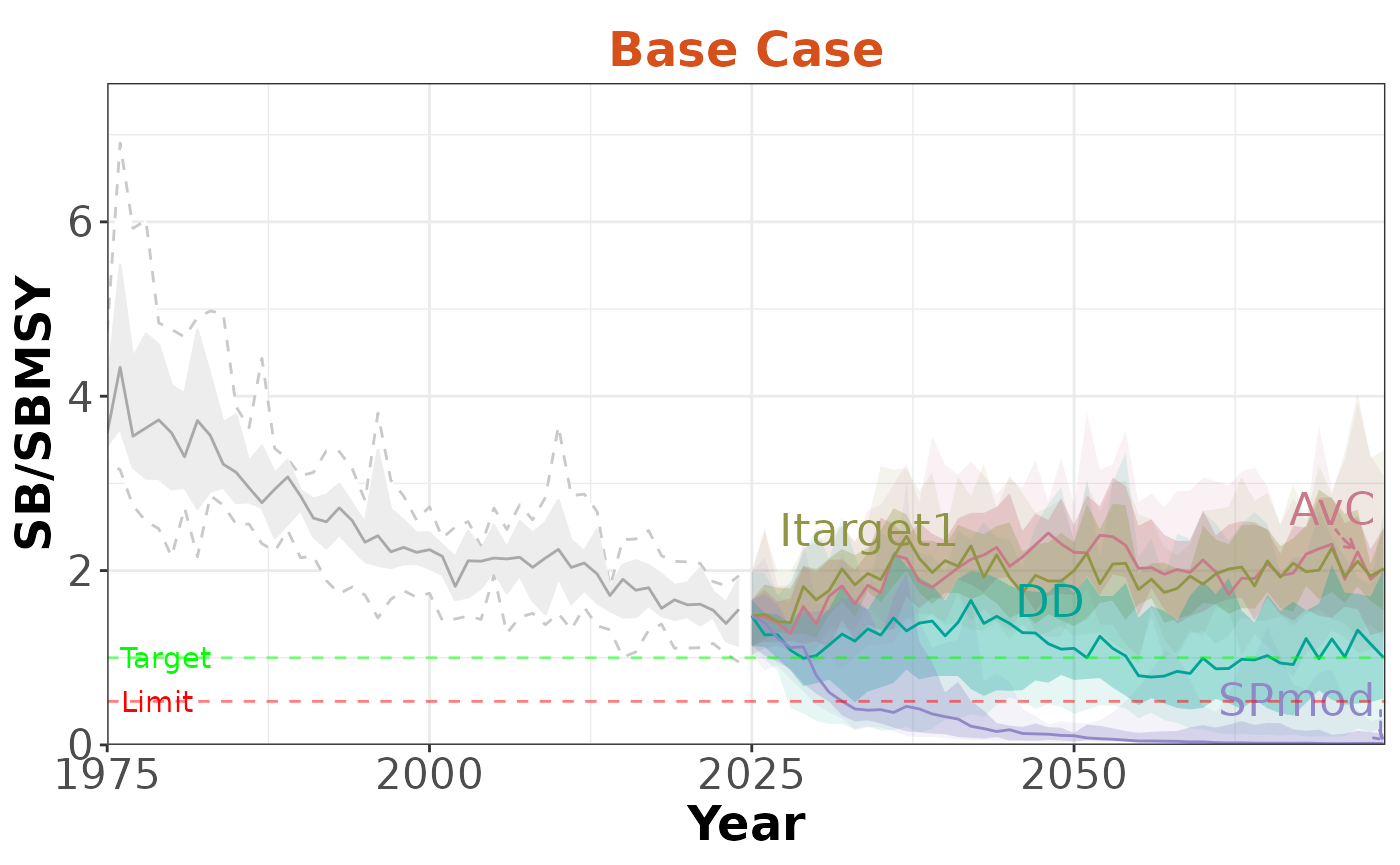 Base Case
SB/SBMSY
6
4
2
0
AvC
Itarget1
DD
Target
SPmod
Limit
1975
2000
2025
2050
Year